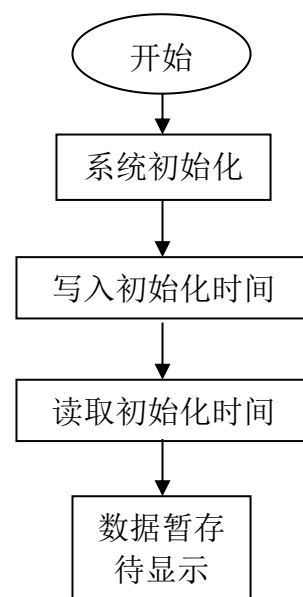 开始
系统初始化
写入初始化时间
读取初始化时间
数据暂存
待显示